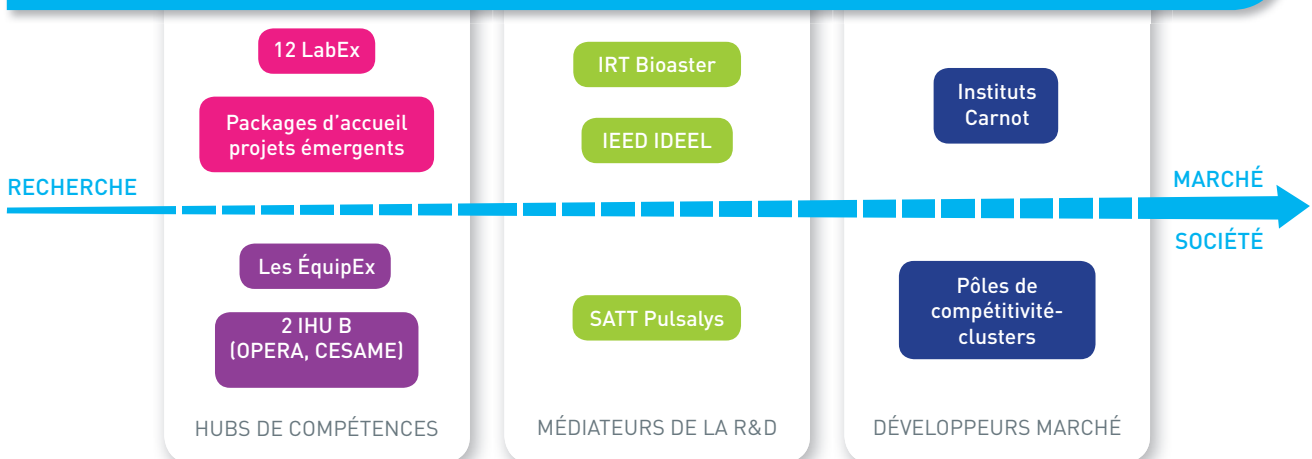 12 LabEx
Packages d’accueil
projets émergents
RECHERCHE
Les ÉquipEx
2 IHU B
(OPERA, CESAME)
HUBS DE COMPÉTENCES
IRT Bioaster
IEED IDEEL
SATT Pulsalys
MÉDIATEURS DE LA R&D
Instituts
Carnot
Pôles de
compétitivité-
clusters
DÉVELOPPEURS MARCHÉ
MARCHÉ
SOCIÉTÉ